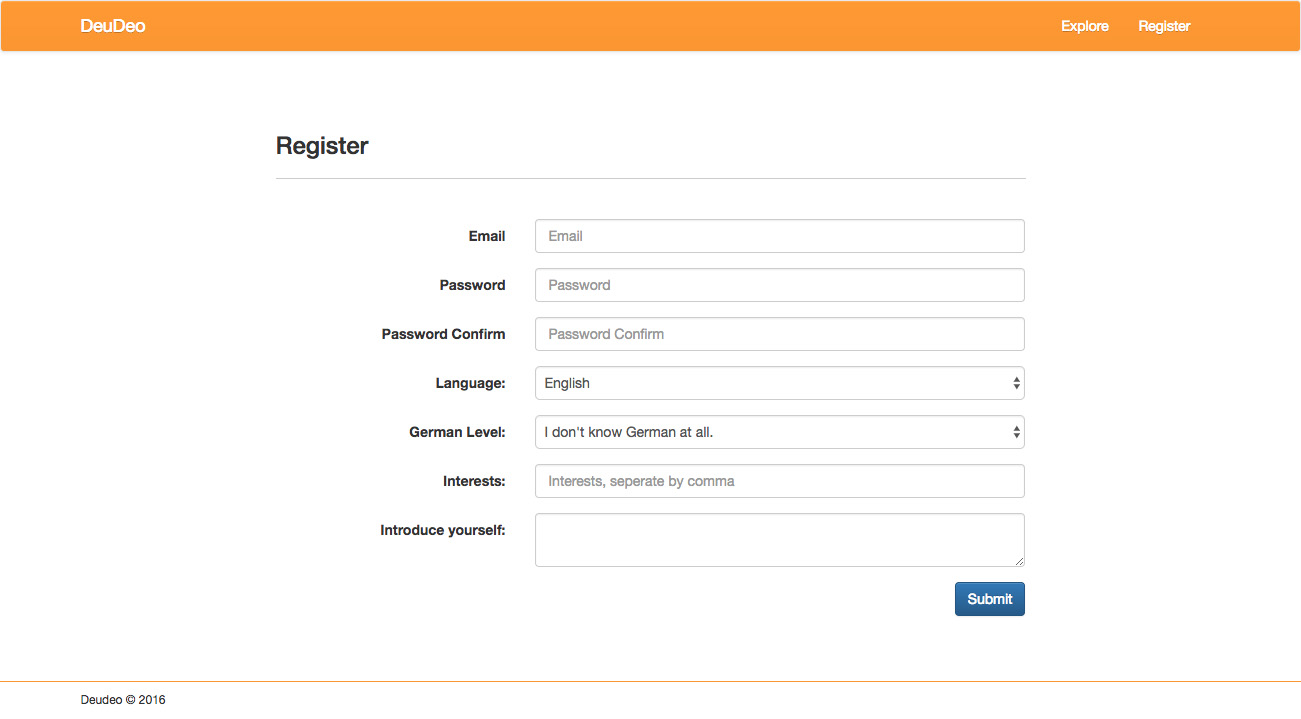 DeuDeo Explore Register
Register
Email Email
Password Password
Password Confirm Password Confirm
Language: English
German Level: I don't know German at all.
Interests: Interests, seperate by comma
Introduce yourself:
Submit
Deudeo © 2016